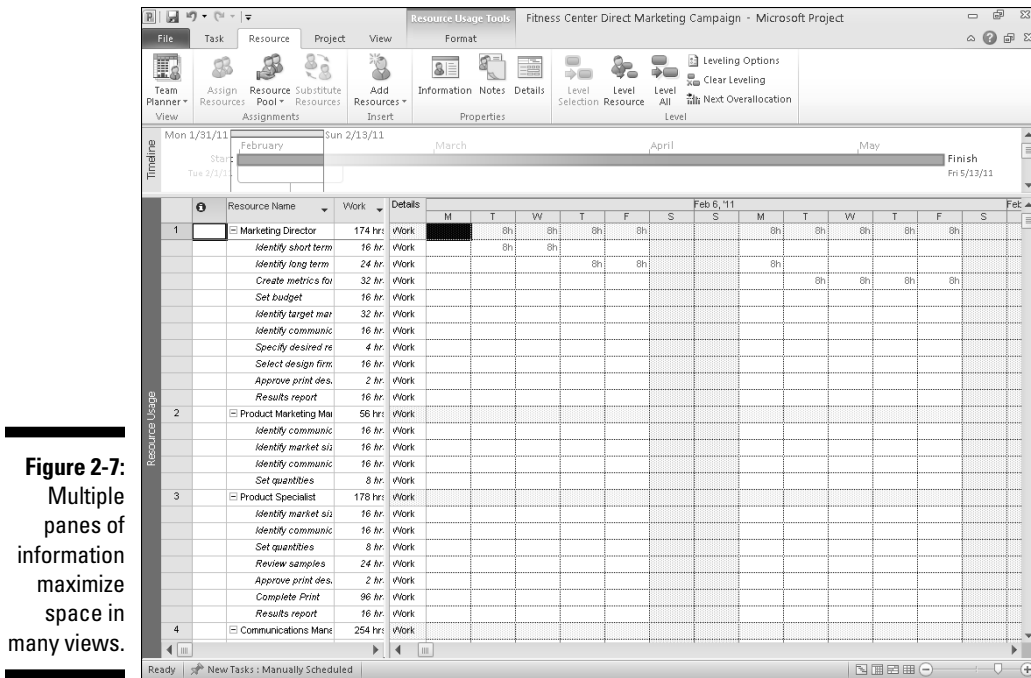 Resource Usage Tools
Fitness Center Direct Marketing Campaign - Microsoft Project
File Task Resource Project View Format
Team Planner
Assign Resources
Resource Pool
Substitute Resources
Add Resources
Information Notes Details
Level Selection
Level Resource
Level All
Leveling Options
Clear Leveling
Next Overallocation
View Assignments Insert Properties Level
Timeline
Mon 1/31/11 Sun 2/13/11
February March April May
Start
Tue 2/1/1
Finish
Fri 5/13/11
Resource Usage
Resource Name Work Details Feb 6, '11 Feb
M T W T F S S M T W T F S
1 Marketing Director 174 hrs Work 8h 8h 8h 8h 8h 8h 8h 8h 8h
Identify short term 16 hr Work 8h 8h
Identify long term 24 hr Work 8h 8h 8h
Create metrics for 32 hr Work 8h 8h 8h 8h
Set budget 16 hr Work
Identify target mar 32 hr Work
Identify communic 16 hr Work
Specify desired re 4 hr Work
Select design firm 16 hr Work
Approve print des. 2 hr Work
Results report 16 hr Work
2 Product Marketing Mar 56 hrs Work
Identify communic 16 hr Work
Identify market siz 16 hr Work
Identify communic 16 hr Work
Set quantities 8 hr Work
3 Product Specialist 178 hrs Work
Identify market siz 16 hr Work
Identify communic 16 hr Work
Set quantities 8 hr Work
Review samples 24 hr Work
Approve print des. 2 hr Work
Complete Print 96 hr Work
Results report 16 hr Work
4 Communications Mana 254 hrs Work
Ready New Tasks : Manually Scheduled
Figure 2-7:
Multiple
panes of
information
maximize
space in
many views.